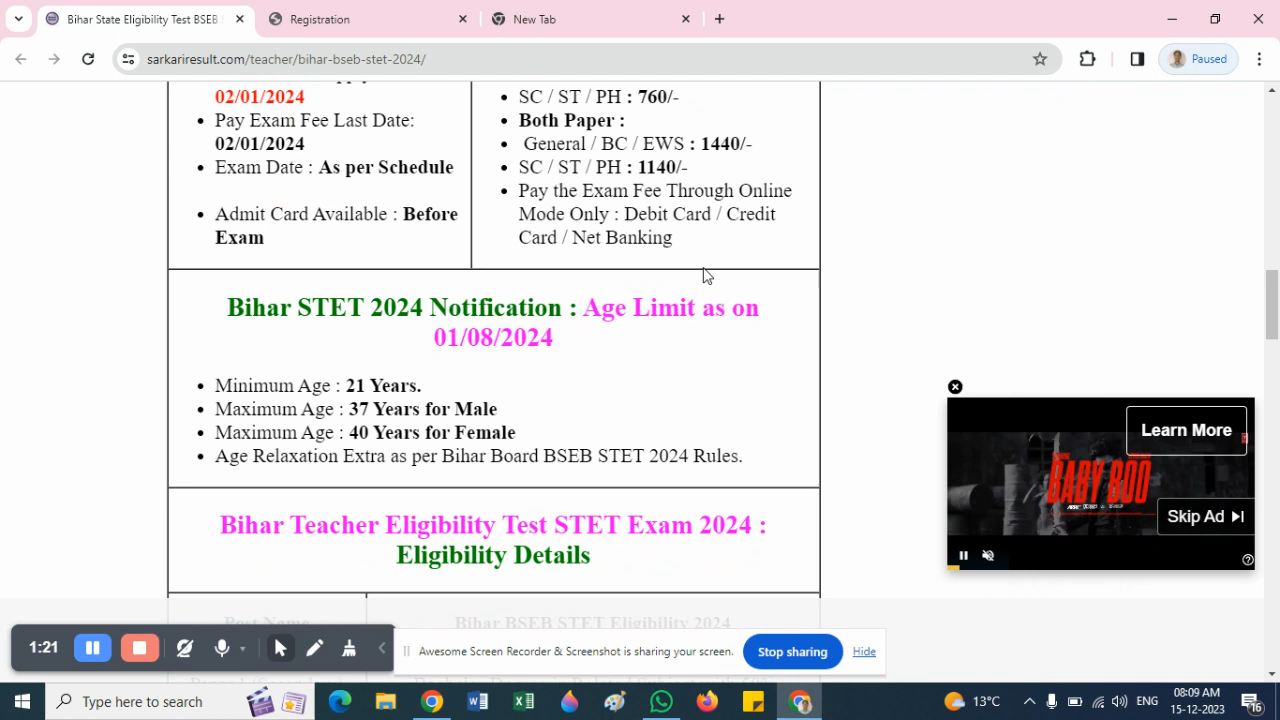 Bihar State Eligibility Test BSEB
Registration
New Tab
sarkariresult.com/teacher/bihar-bseb-stet-2024/
Paused
02/01/2024
Pay Exam Fee Last Date:
02/01/2024
Exam Date : As per Schedule
Admit Card Available : Before
Exam
SC / ST / PH : 760/-
Both Paper :
General / BC / EWS : 1440/-
SC / ST / PH : 1140/-
Pay the Exam Fee Through Online
Mode Only : Debit Card / Credit
Card / Net Banking
Bihar STET 2024 Notification : Age Limit as on
01/08/2024
Minimum Age : 21 Years.
Maximum Age : 37 Years for Male
Maximum Age : 40 Years for Female
Age Relaxation Extra as per Bihar Board BSEB STET 2024 Rules.
Bihar Teacher Eligibility Test STET Exam 2024 :
Eligibility Details
Post Name
Bihar BSEB STET Eligibility 2024
Learn More
BABY BOO
Skip Ad
1:21
Awesome Screen Recorder & Screenshot is sharing your screen.
Stop sharing
Hide
Type here to search
13°C
ENG
08:09 AM
15-12-2023
16